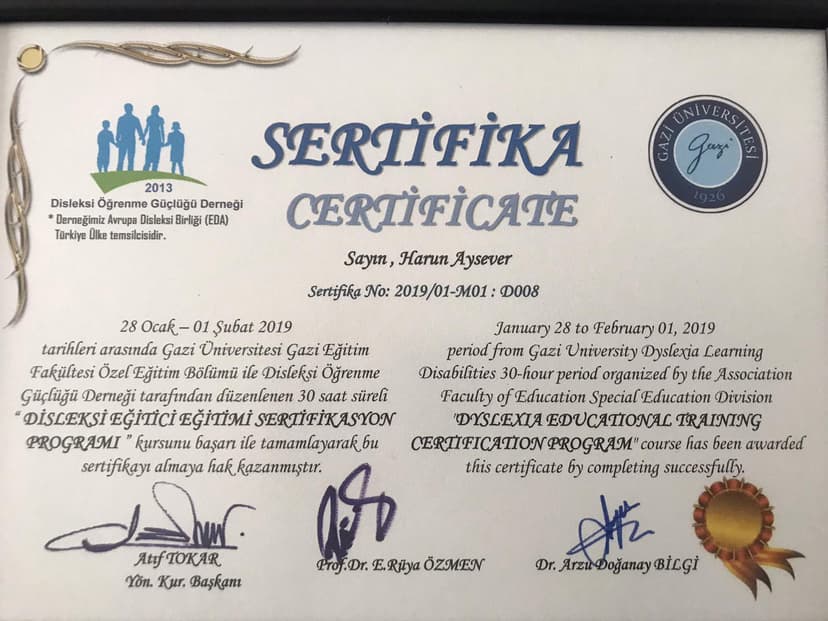 SERTİFİKA
CERTİFİCATE
2013
Disleksi Öğrenme Güçlüğü Derneği
* Derneğimiz Avrupa Disleksi Birliği (EDA)
Türkiye Ülke temsilcisidir.
GAZİ ÜNİVERSİTESİ
gazi
1926
Sayın , Harun Aysever
Sertifika No: 2019/01-M01 : D008
28 Ocak – 01 Şubat 2019
tarihleri arasında Gazi Üniversitesi Gazi Eğitim
Fakültesi Özel Eğitim Bölümü ile Disleksi Öğrenme
Güçlüğü Derneği tarafından düzenlenen 30 saat süreli
“ DİSLEKSİ EĞİTİCİ EĞİTİMİ SERTİFİKASYON
PROGRAMI ” kursunu başarı ile tamamlayarak bu
sertifikayı almaya hak kazanmıştır.
January 28 to February 01, 2019
period from Gazi University Dyslexia Learning
Disabilities 30-hour period organized by the Association
Faculty of Education Special Education Division
"DYSLEXIA EDUCATIONAL TRAINING
CERTIFICATION PROGRAM" course has been awarded
this certificate by completing successfully.
Atıf TOKAR
Yön. Kur. Başkanı
Prof.Dr. E.Rüya ÖZMEN
Dr. Arzu Doğanay BİLGİ